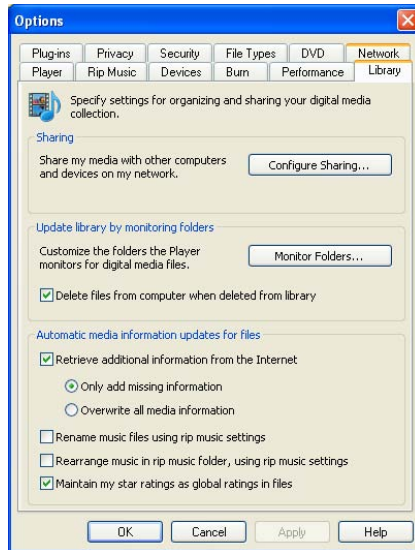 Options
Plug-ins Privacy Security File Types DVD Network
Player Rip Music Devices Burn Performance Library
Specify settings for organizing and sharing your digital media
collection.
Sharing
Share my media with other computers
and devices on my network.
Configure Sharing...
Update library by monitoring folders
Customize the folders the Player
monitors for digital media files.
Monitor Folders...
Delete files from computer when deleted from library
Automatic media information updates for files
Retrieve additional information from the Internet
Only add missing information
Overwrite all media information
Rename music files using rip music settings
Rearrange music in rip music folder, using rip music settings
Maintain my star ratings as global ratings in files
OK Cancel Apply Help